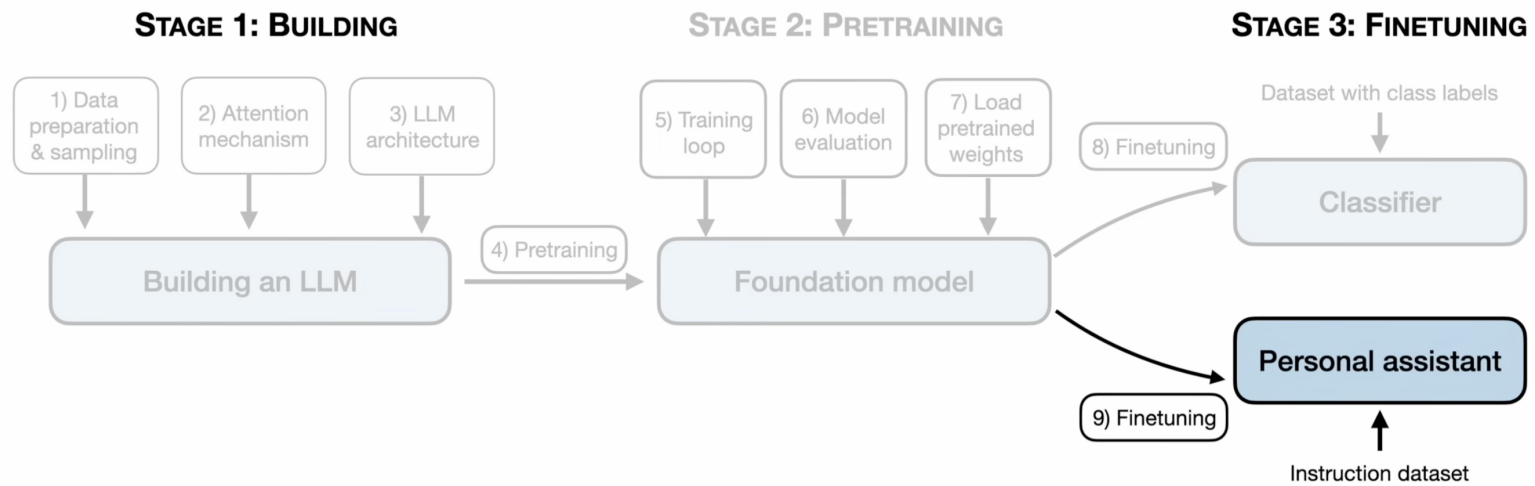 STAGE 1: BUILDING
STAGE 2: PRETRAINING
STAGE 3: FINETUNING
1) Data
preparation
& sampling
2) Attention
mechanism
3) LLM
architecture
5) Training
loop
6) Model
evaluation
7) Load
pretrained
weights
Dataset with class labels
8) Finetuning
Classifier
4) Pretraining
Building an LLM
Foundation model
Personal assistant
9) Finetuning
Instruction dataset